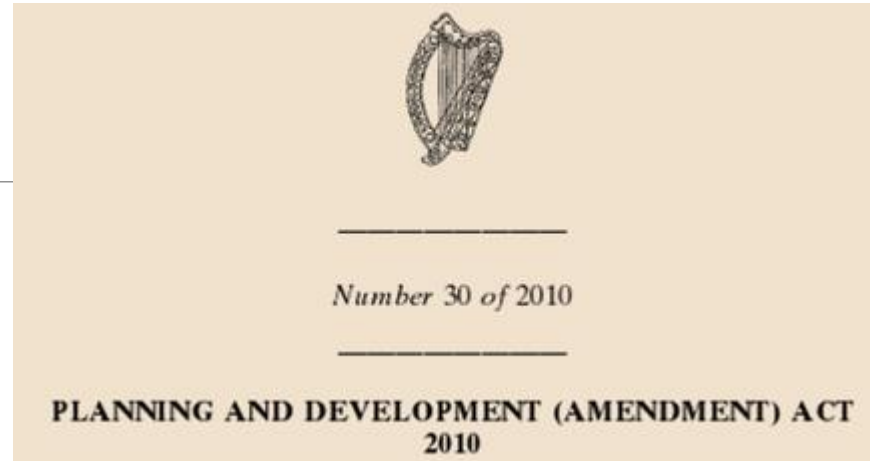 Number 30 of 2010
PLANNING AND DEVELOPMENT (AMENDMENT) ACT
2010